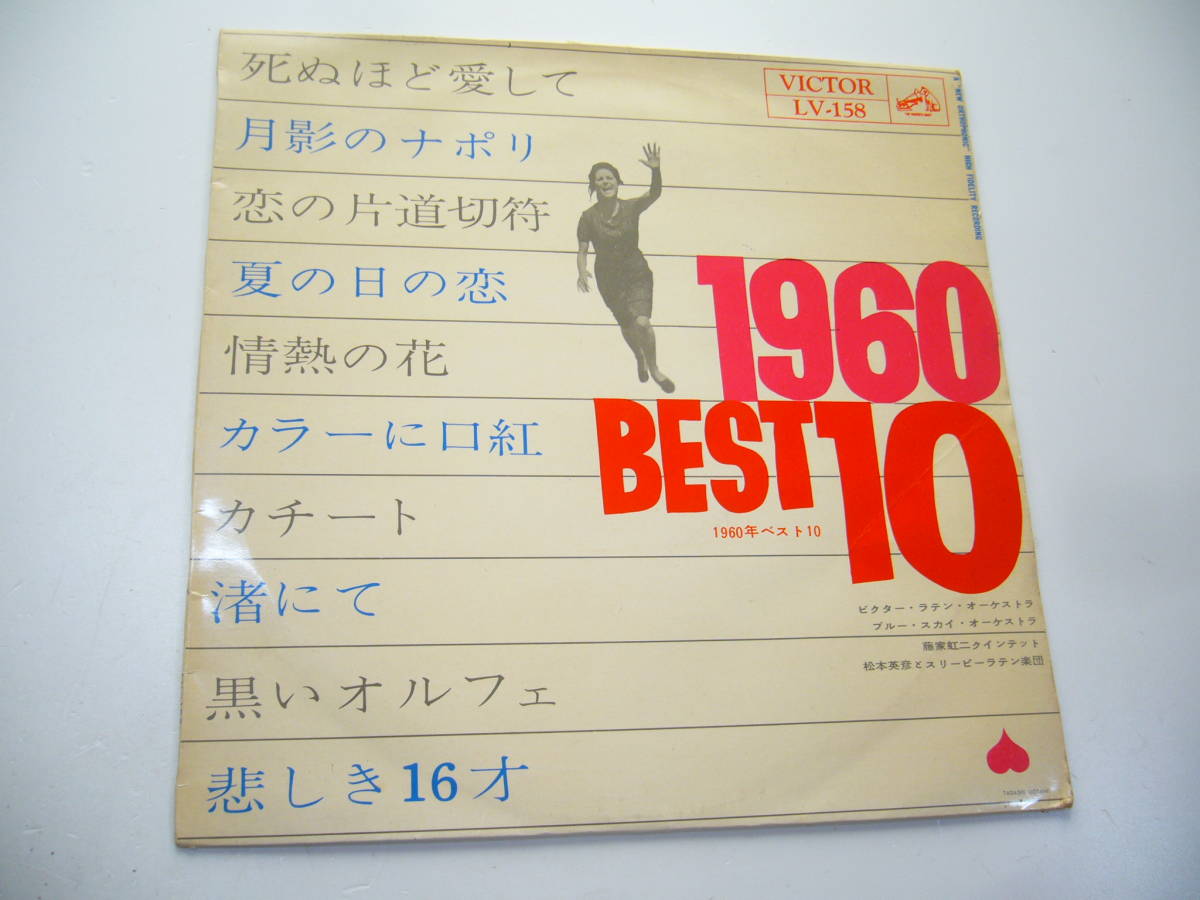 死ぬほど愛して
月影のナポリ
恋の片道切符
夏の日の恋
情熱の花
カラーに口紅
カチート
渚にて
黒いオルフェ
悲しき16才
VICTOR
LV-158
A "NEW ORTHOPHONIC" HIGH FIDELITY RECORDING
1960
BEST 10
1960年ベスト10
ビクター・ラテン・オーケストラ
ブルー・スカイ・オーケストラ
藤家虹二クインテット
松本英彦とスリーピーラテン楽団